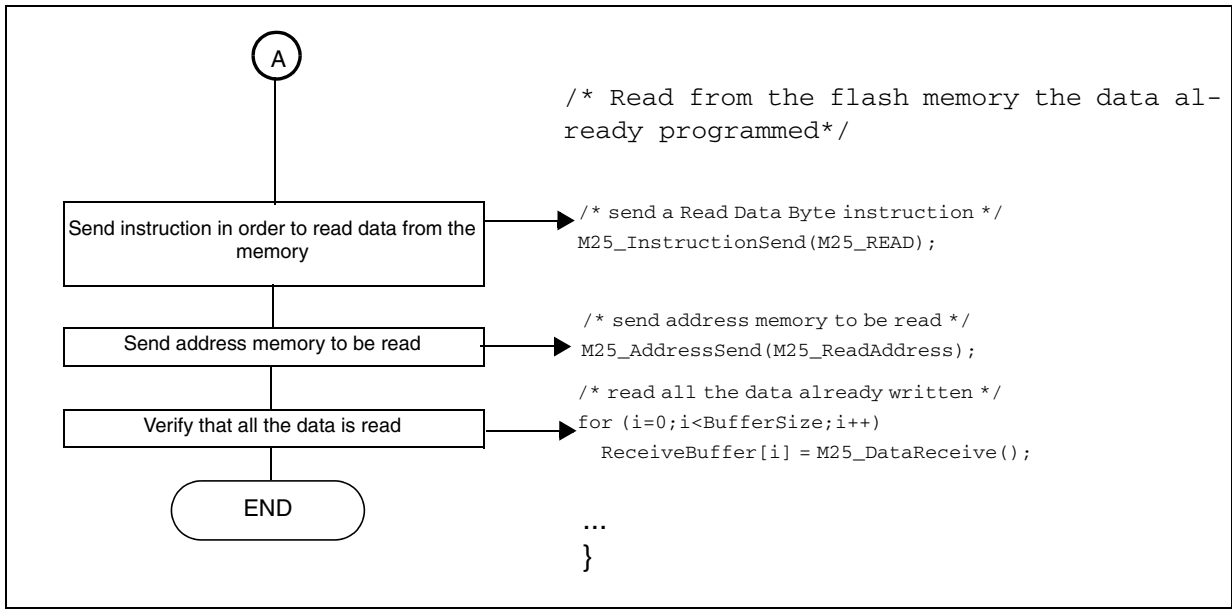 A
/* Read from the flash memory the data al-
ready programmed*/
Send instruction in order to read data from the
memory
/* send a Read Data Byte instruction */
M25_InstructionSend(M25_READ);
Send address memory to be read
/* send address memory to be read */
M25_AddressSend(M25_ReadAddress);
Verify that all the data is read
/* read all the data already written */
for (i=0;i<BufferSize;i++)
ReceiveBuffer[i] = M25_DataReceive();
END
...
}